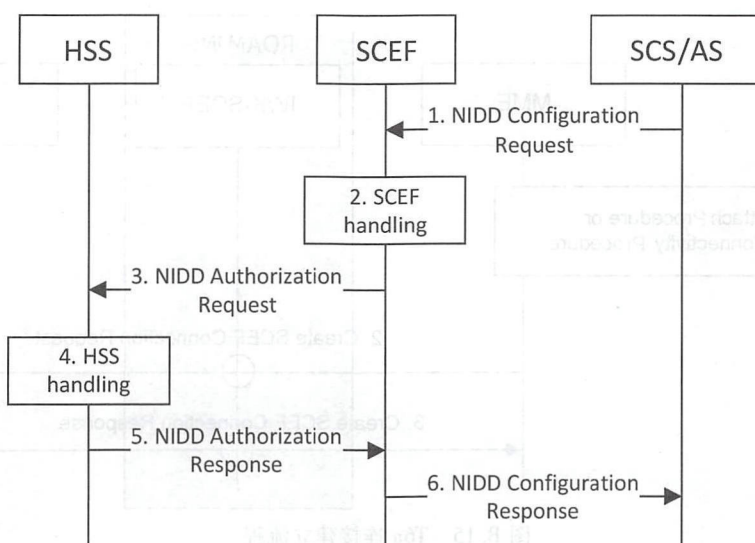 HSS
SCEF
SCS/AS
1. NIDD Configuration
Request
2. SCEF
handling
3. NIDD Authorization
Request
4. HSS
handling
5. NIDD Authorization
Response
6. NIDD Configuration
Response